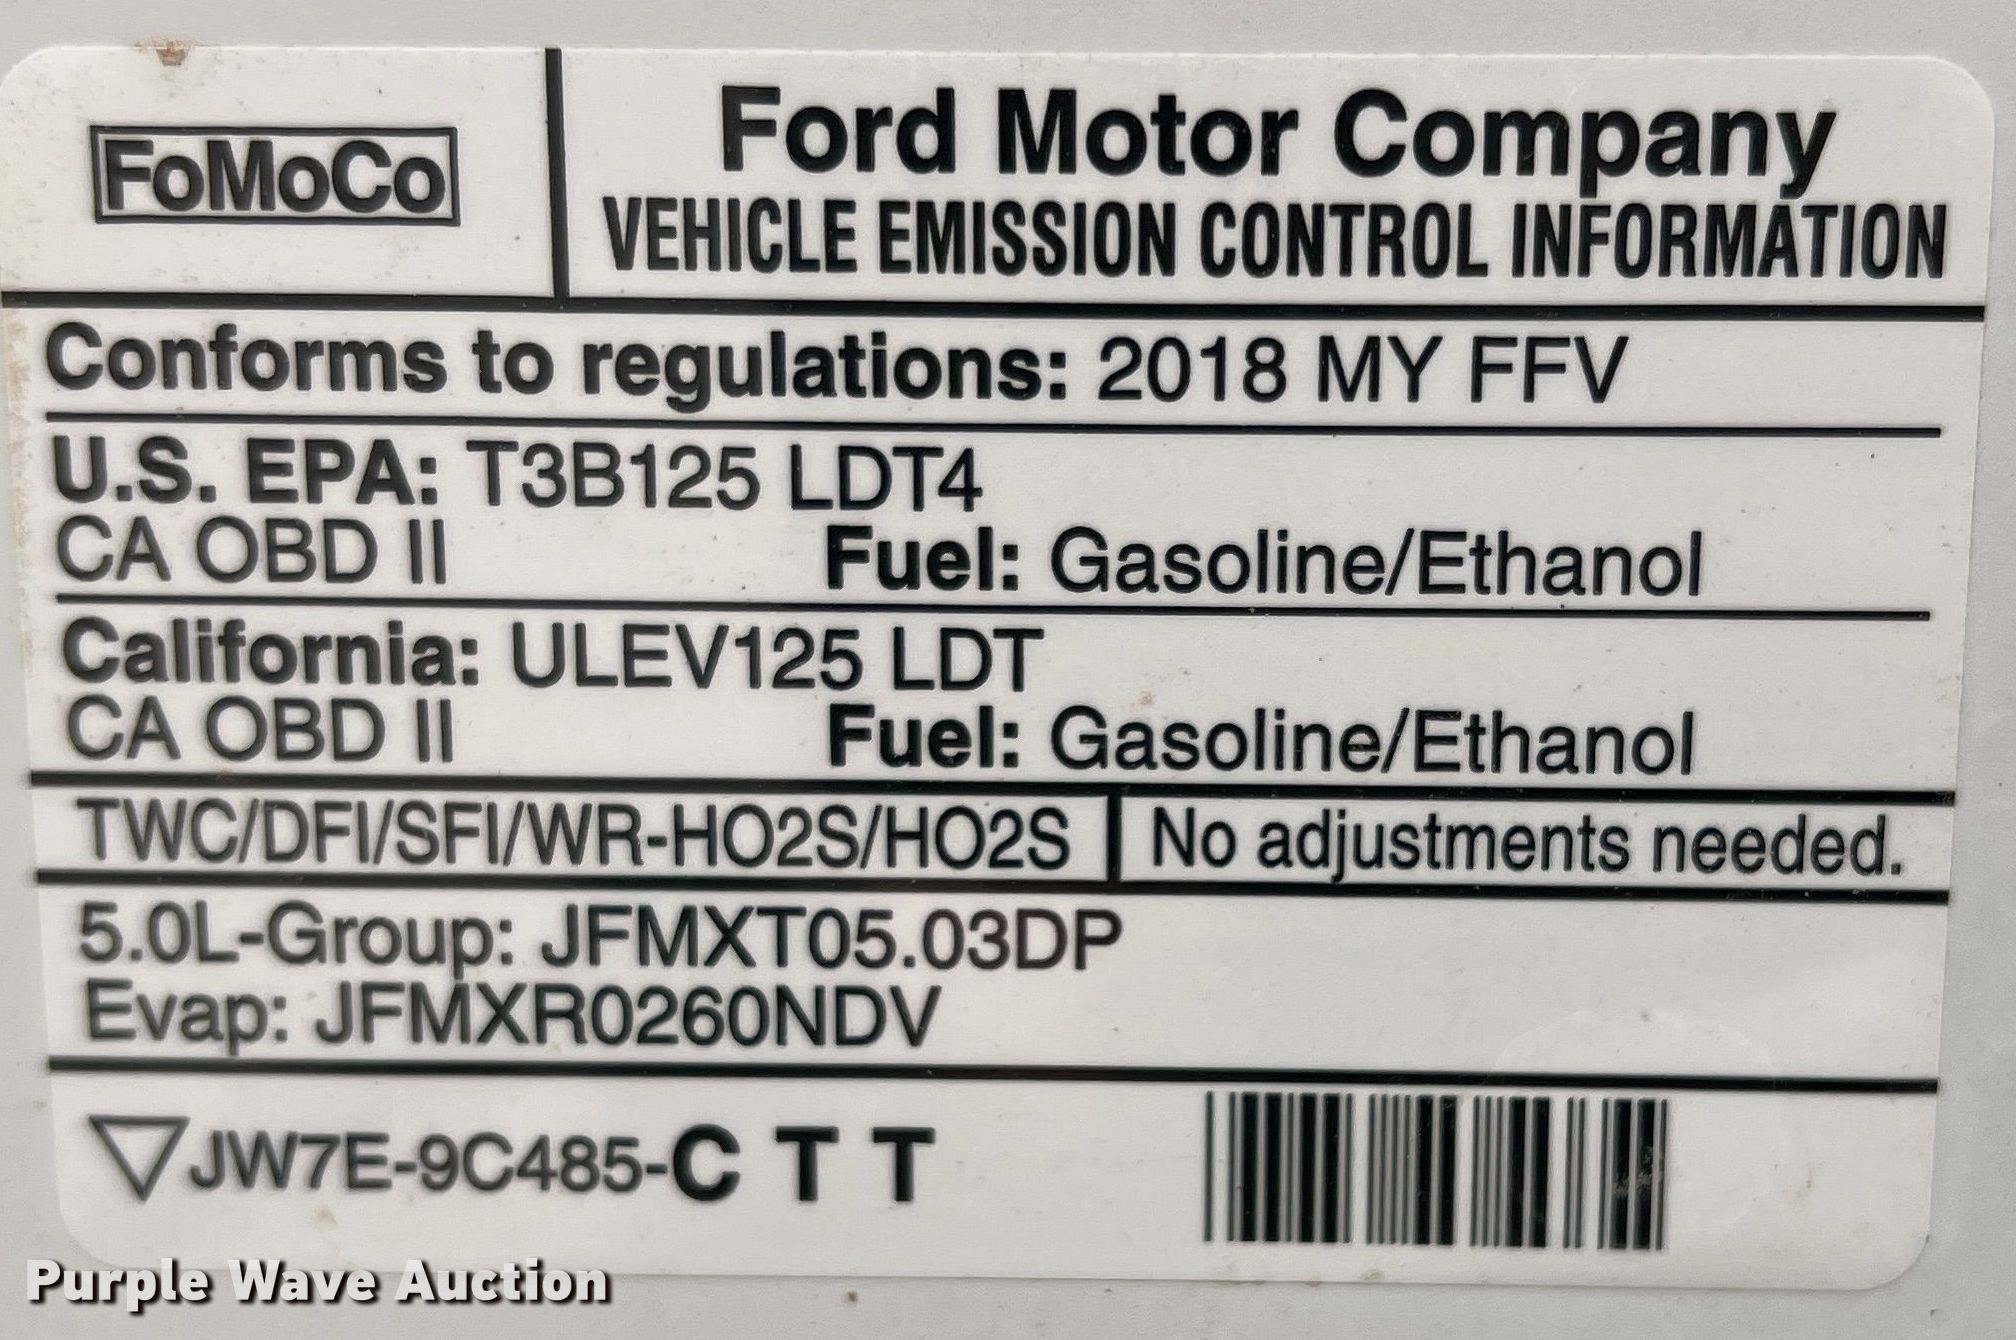 FoMoCo
Ford Motor Company
VEHICLE EMISSION CONTROL INFORMATION
Conforms to regulations: 2018 MY FFV
U.S. EPA: T3B125 LDT4
CA OBD II Fuel: Gasoline/Ethanol
California: ULEV125 LDT
CA OBD II Fuel: Gasoline/Ethanol
TWC/DFI/SFI/WR-HO2S/HO2S No adjustments needed.
5.0L-Group: JFMXT05.03DP
Evap: JFMXR0260NDV
JW7E-9C485-C T T
Purple Wave Auction